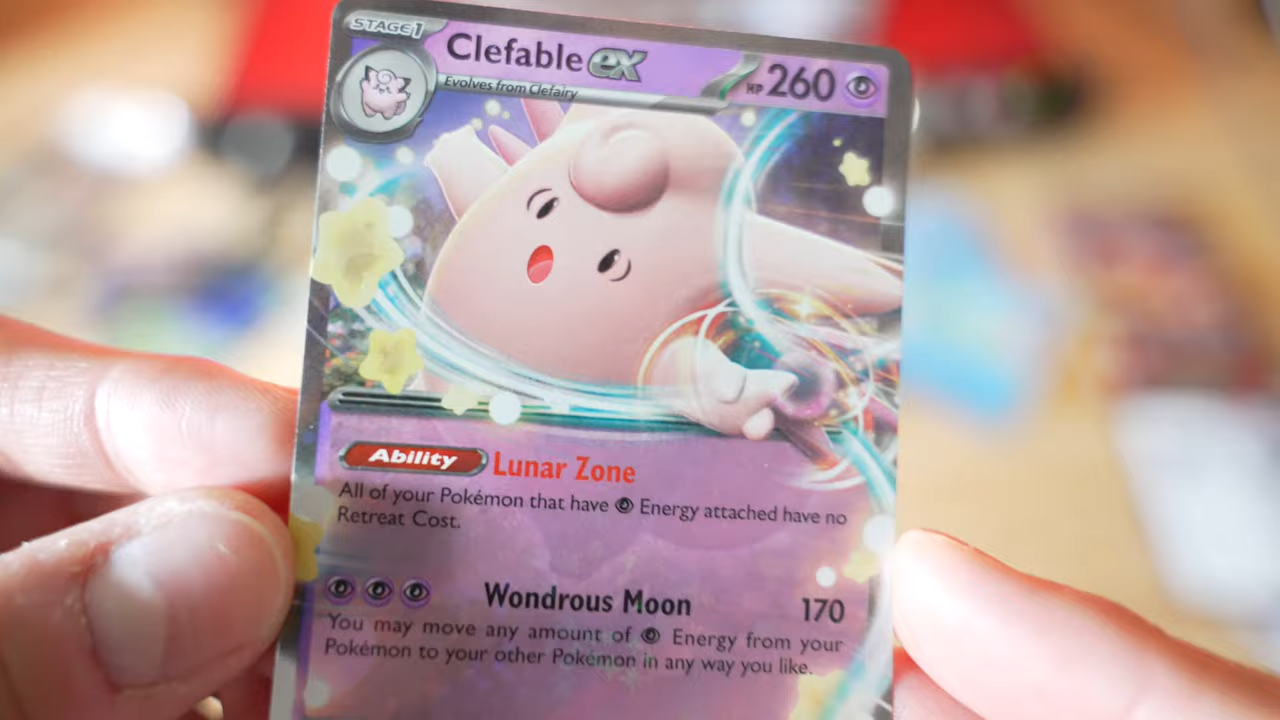 STAGE1
Clefable ex
HP 260
Evolves from Clefairy
Ability Lunar Zone
All of your Pokémon that have Energy attached have no
Retreat Cost.
Wondrous Moon 170
You may move any amount of Energy from your
Pokémon to your other Pokémon in any way you like.